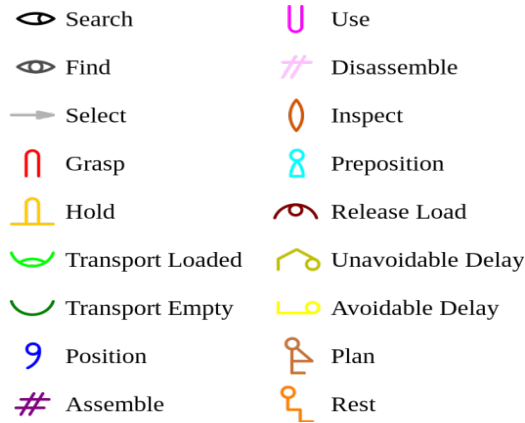 Search
Find
Select
Grasp
Hold
Transport Loaded
Transport Empty
Position
Assemble
Use
Disassemble
Inspect
Preposition
Release Load
Unavoidable Delay
Avoidable Delay
Plan
Rest